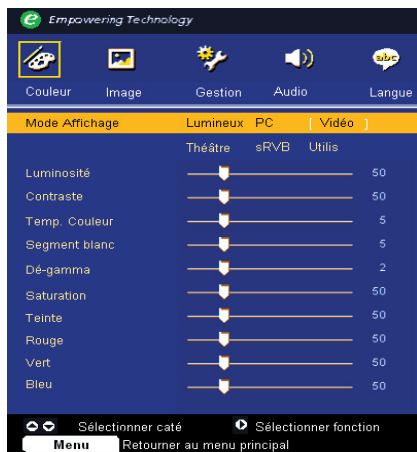 e Empowering Technology
abc
Couleur Image Gestion Audio Langue
Mode Affichage Lumineux PC [ Vidéo ]
Théâtre sRVB Utilis
Luminosité 50
Contraste 50
Temp. Couleur 5
Segment blanc 5
Dé-gamma 2
Saturation 50
Teinte 50
Rouge 50
Vert 50
Bleu 50
Sélectionner caté Sélectionner fonction
Menu Retourner au menu principal